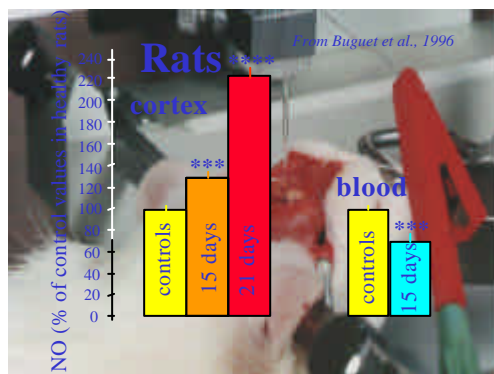 From Buguet et al., 1996
Rats
cortex
blood
NO (% of control values in healthy rats)
240
220
200
180
160
140
120
100
80
60
40
20
0
****
***
***
controls
15 days
21 days
controls
15 days